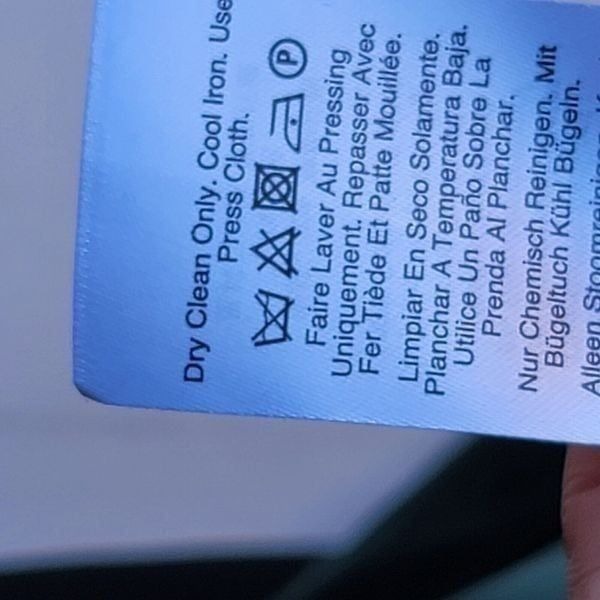 Dry Clean Only. Cool Iron. Use
Press Cloth.
P
Faire Laver Au Pressing
Uniquement. Repasser Avec
Fer Tiède Et Patte Mouillée.
Limpiar En Seco Solamente.
Planchar A Temperatura Baja.
Utilice Un Paño Sobre La
Prenda Al Planchar.
Nur Chemisch Reinigen. Mit
Bügeltuch Kühl Bügeln.
Alleen Stoomreinigen